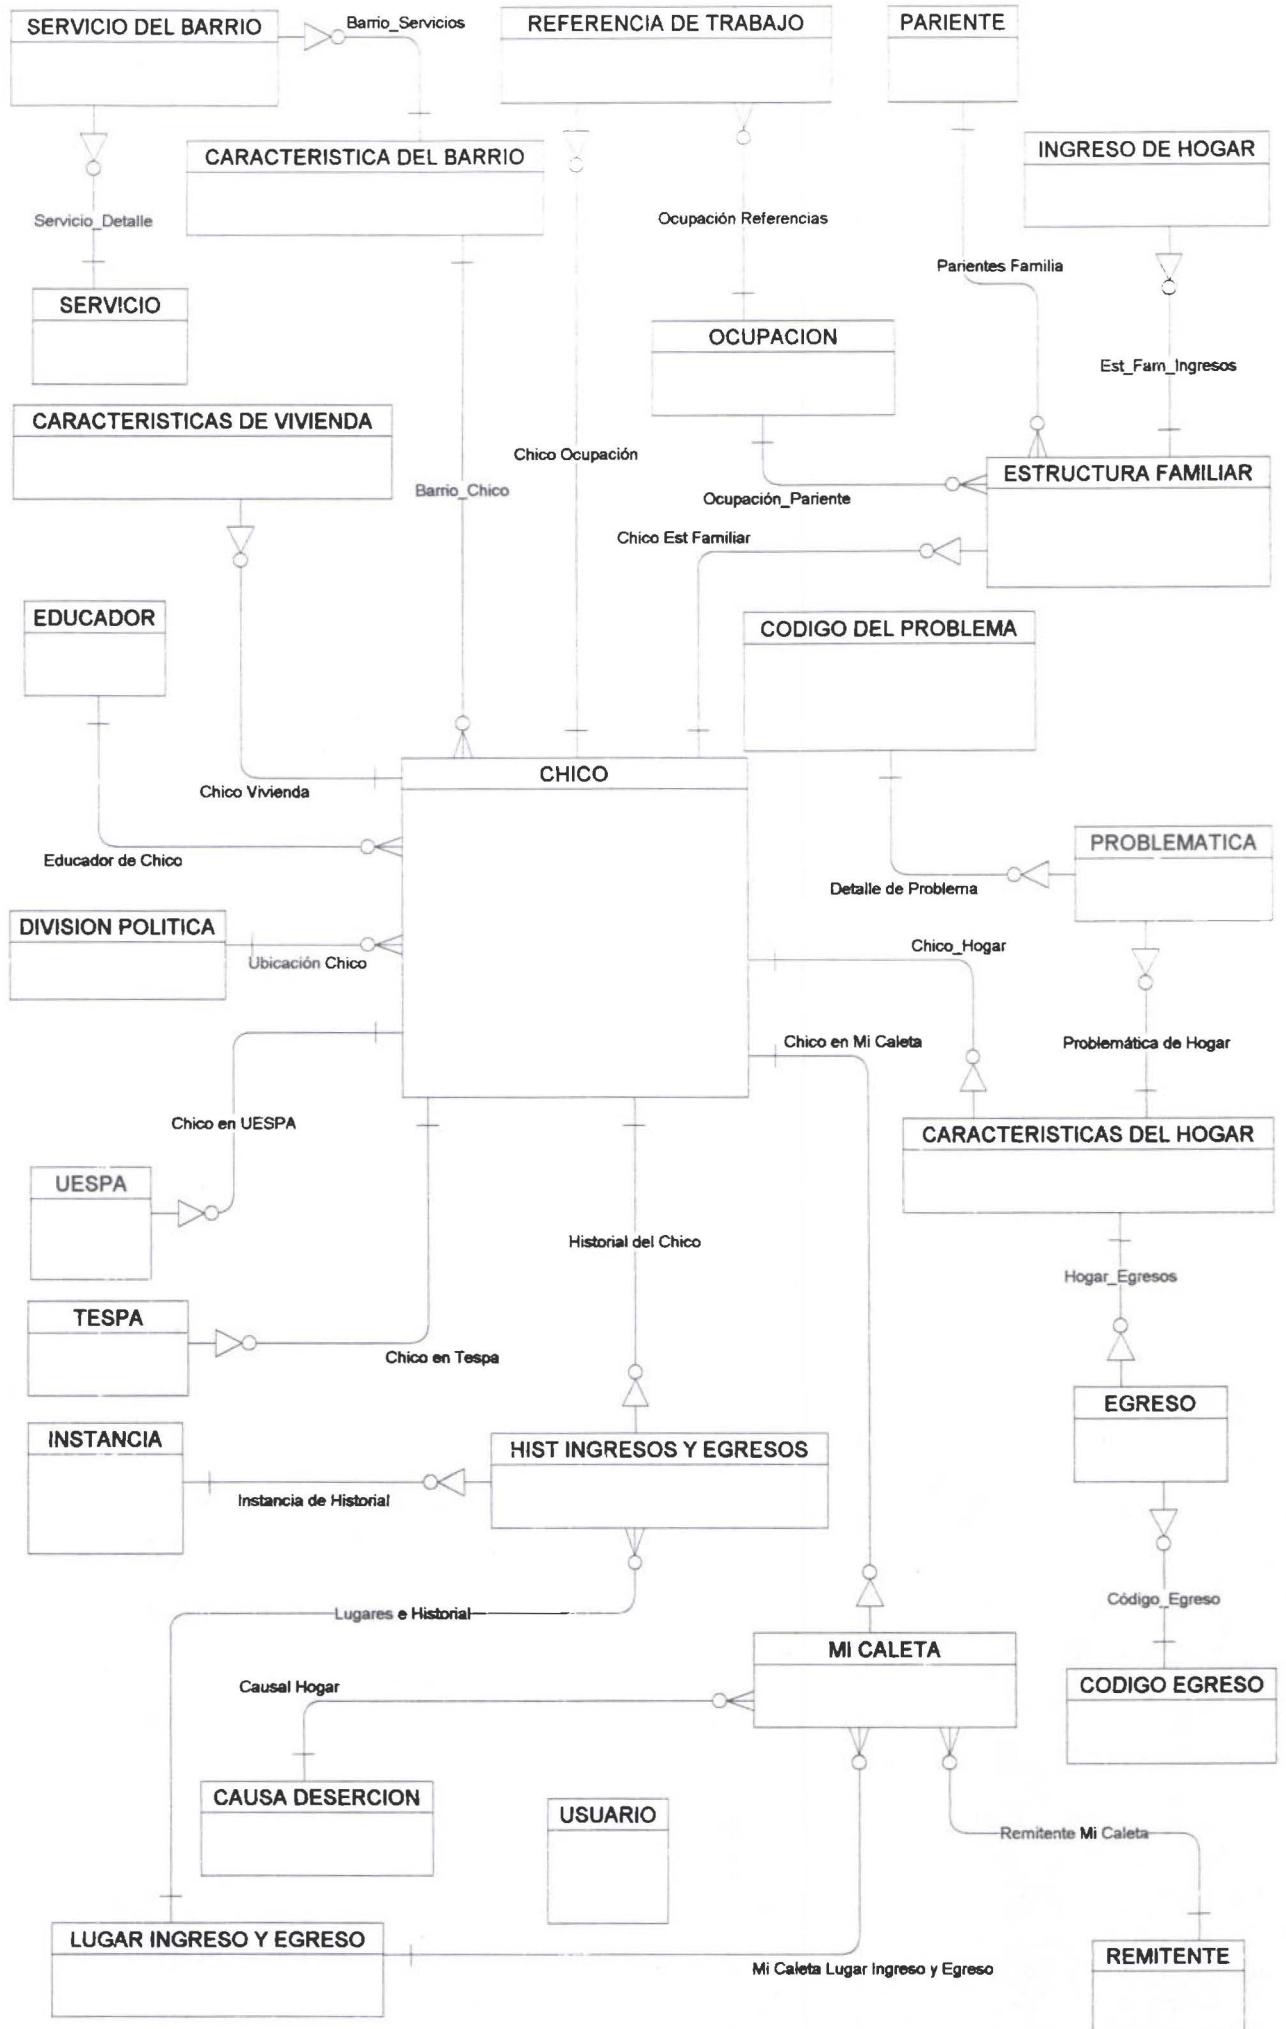 SERVICIO DEL BARRIO
Barrio_Servicios
REFERENCIA DE TRABAJO
PARIENTE
CARACTERISTICA DEL BARRIO
INGRESO DE HOGAR
Servicio_Detalle
Ocupación Referencias
Parientes Familia
SERVICIO
OCUPACION
Est_Fam_Ingresos
CARACTERISTICAS DE VIVIENDA
Chico Ocupación
Barrio_Chico
Ocupación_Pariente
ESTRUCTURA FAMILIAR
Chico Est Familiar
EDUCADOR
CODIGO DEL PROBLEMA
CHICO
Chico Vivienda
Educador de Chico
PROBLEMATICA
Detalle de Problema
DIVISION POLITICA
Ubicación Chico
Chico_Hogar
Chico en Mi Caleta
Problemática de Hogar
Chico en UESPA
CARACTERISTICAS DEL HOGAR
UESPA
Historial del Chico
Hogar_Egresos
TESPA
Chico en Tespa
EGRESO
INSTANCIA
HIST INGRESOS Y EGRESOS
Instancia de Historial
Código_Egreso
Lugares e Historial
MI CALETA
Causal Hogar
CODIGO EGRESO
CAUSA DESERCION
USUARIO
Remitente Mi Caleta
LUGAR INGRESO Y EGRESO
Mi Caleta Lugar Ingreso y Egreso
REMITENTE